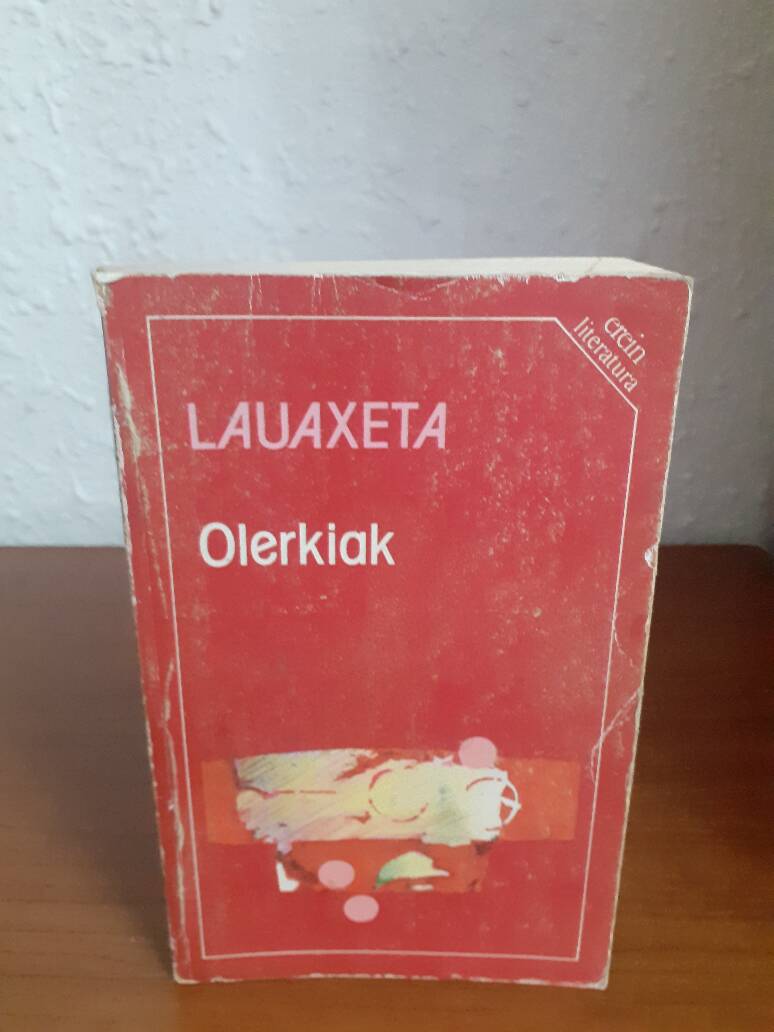 erein
literatura
LAUAXETA
Olerkiak